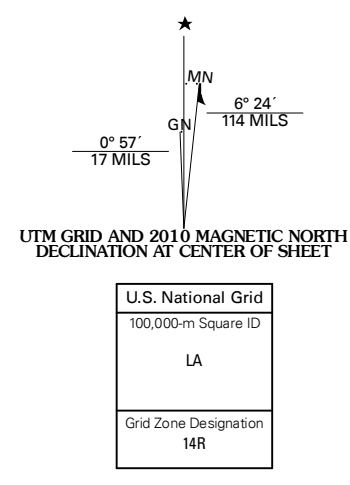 ★
MN
GN
6° 24´
114 MILS
0° 57´
17 MILS
UTM GRID AND 2010 MAGNETIC NORTH
DECLINATION AT CENTER OF SHEET
U.S. National Grid
100,000-m Square ID
LA
Grid Zone Designation
14R